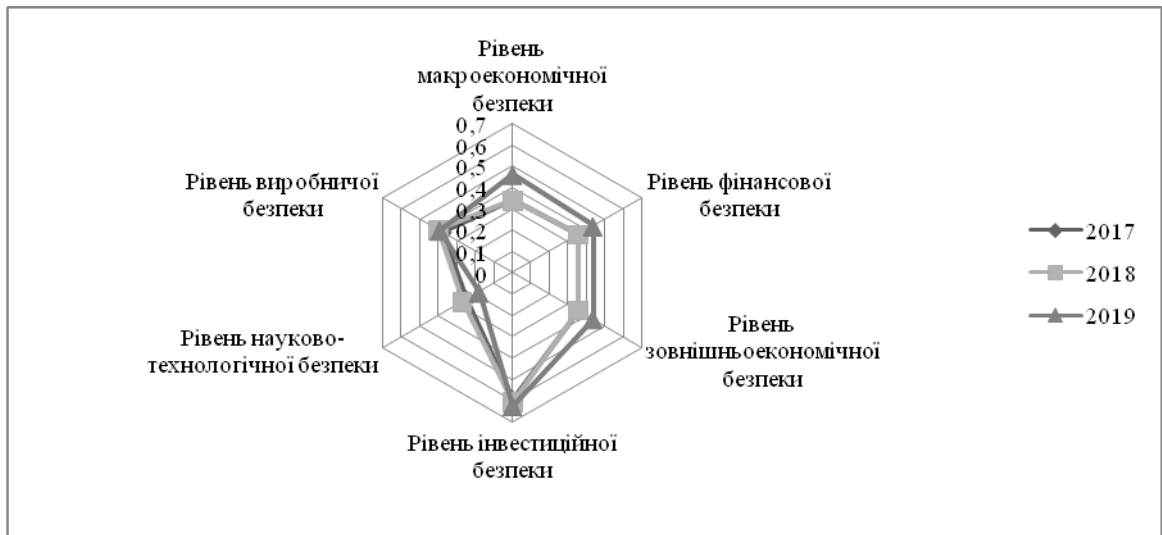 Рівень
макроекономічної
безпеки
0,7
0,6
0,5
0,4
0,3
0,2
0,1
0
Рівень фінансової
безпеки
Рівень
зовнішньоекономічної
безпеки
Рівень інвестиційної
безпеки
Рівень науково-
технологічної безпеки
Рівень виробничої
безпеки
2017
2018
2019